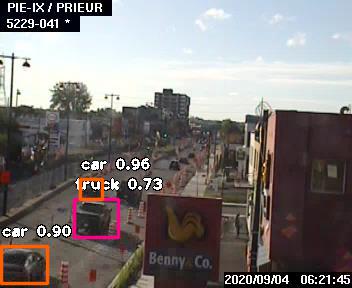 PIE-IX / PRIEUR
5229-041 *
car 0.96
truck 0.73
car 0.90
Benny&Co.
2020/09/04 06:21:45